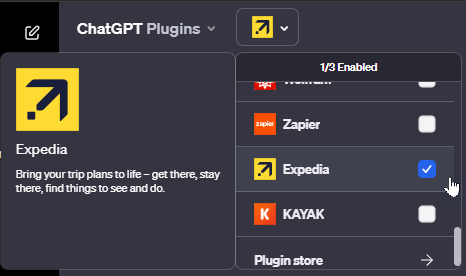 ChatGPT Plugins
1/3 Enabled
Zapier
zapier
Expedia
KAYAK
K
Plugin store
Expedia
Bring your trip plans to life – get there, stay
there, find things to see and do.